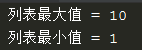 列表最大值 = 10
列表最小值 = 1